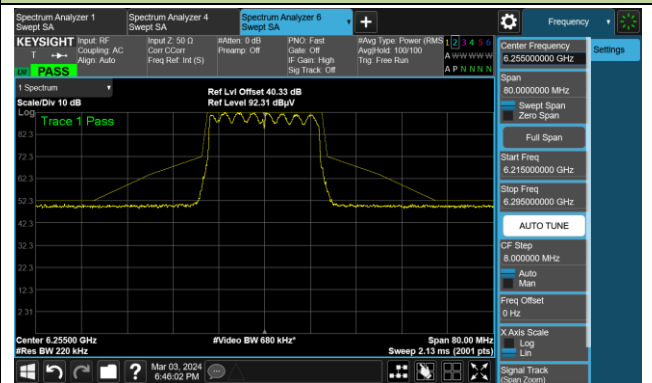 Spectrum Analyzer 1
Swept SA
Spectrum Analyzer 4
Swept SA
Spectrum Analyzer 6
Swept SA
Frequency
KEYSIGHT
Input: RF
Coupling: AC
Align: Auto
Input Z: 50 Ω
Corr CCorr
Freq Ref: Int (S)
#Atten: 0 dB
Preamp: Off
PNO: Fast
Gate: Off
IF Gain: High
Sig Track: Off
#Avg Type: Power (RMS
Avg|Hold: 100/100
Trig: Free Run
1 2 3 4 5 6
A W W W W W
A P N N N N
PASS
1 Spectrum
Scale/Div 10 dB
Ref Lvl Offset 40.33 dB
Ref Level 92.31 dBµV
Log
Trace 1 Pass
82.3
72.3
62.3
52.3
42.3
32.3
22.3
12.3
2.31
Center 6.25500 GHz
#Res BW 220 kHz
#Video BW 680 kHz*
Span 80.00 MHz
Sweep 2.13 ms (2001 pts)
Mar 03, 2024
6:46:02 PM
Center Frequency
6.255000000 GHz
Settings
Span
80.0000000 MHz
Swept Span
Zero Span
Full Span
Start Freq
6.215000000 GHz
Stop Freq
6.295000000 GHz
AUTO TUNE
CF Step
8.000000 MHz
Auto
Man
Freq Offset
0 Hz
X Axis Scale
Log
Lin
Signal Track
(Span Zoom)